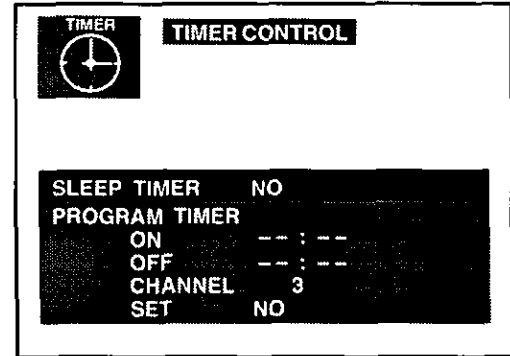 TIMER
TIMER CONTROL
SLEEP TIMER NO
PROGRAM TIMER
ON -- : --
OFF -- : --
CHANNEL 3
SET NO